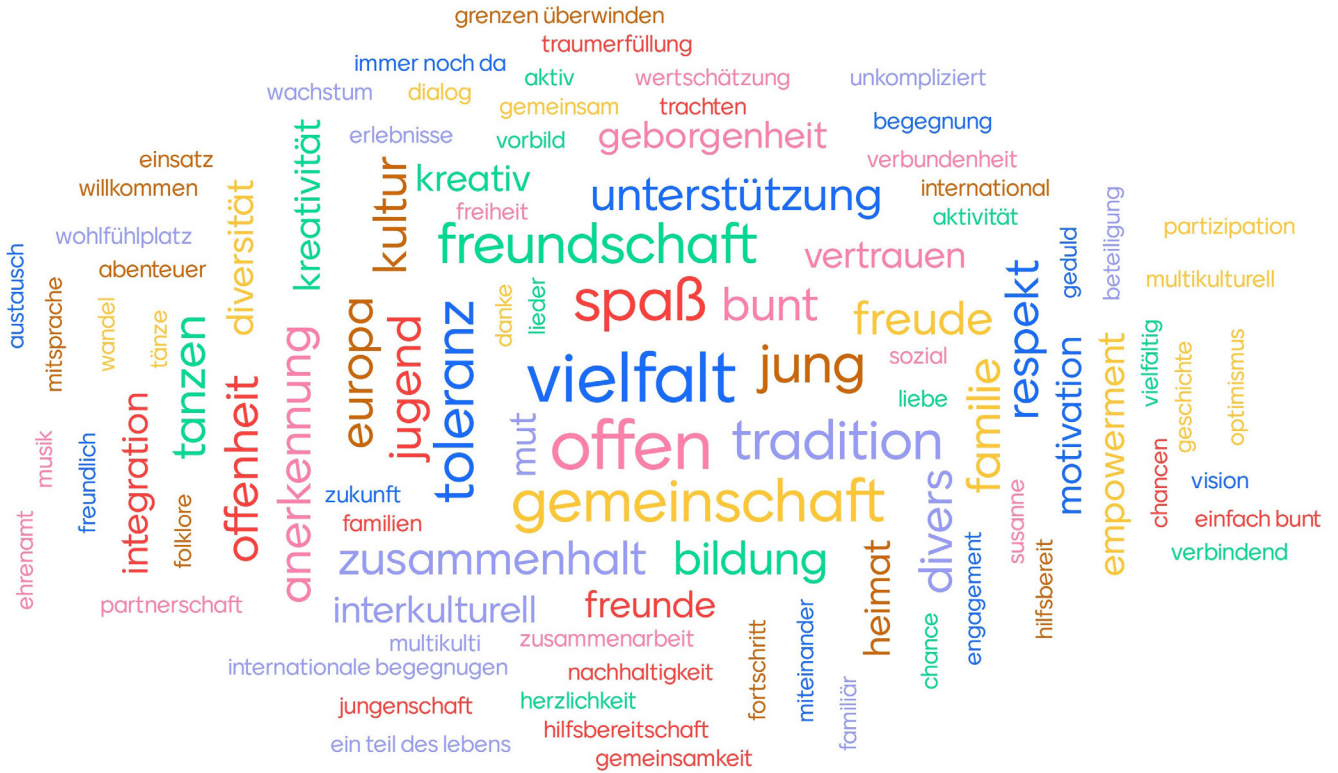 grenzen überwinden
traumerfüllung
immer noch da
aktiv
wertschätzung
unkompliziert
wachstum
dialog
gemeinsam
trachten
begegnung
erlebnisse
vorbild
geborgenheit
einsatz
kreativität
kultur
verbundenheit
willkommen
diversität
kreativ
unterstützung
international
freiheit
aktivität
beteiligung
partizipation
wohlfühlplatz
freundschaft
vertrauen
geduld
austausch
abenteuer
respekt
multikulturell
mitsprache
wandel
tänze
tanzen
europa
jugend
toleranz
danke
lieder
spaß
bunt
freude
anerkennung
offenheit
vielfalt
jung
sozial
familie
motivation
empowerment
vielfältig
geschichte
optimismus
liebe
integration
mut
offen
tradition
musik
freundlich
chancen
zukunft
gemeinschaft
divers
susanne
vision
folklore
familien
einfach bunt
ehrenamt
zusammenhalt
bildung
heimat
engagement
hilfsbereit
verbindend
partnerschaft
interkulturell
freunde
multikulti
zusammenarbeit
fortschritt
miteinander
chance
internationale begegnugen
nachhaltigkeit
familiär
jungenschaft
herzlichkeit
hilfsbereitschaft
ein teil des lebens
gemeinsamkeit